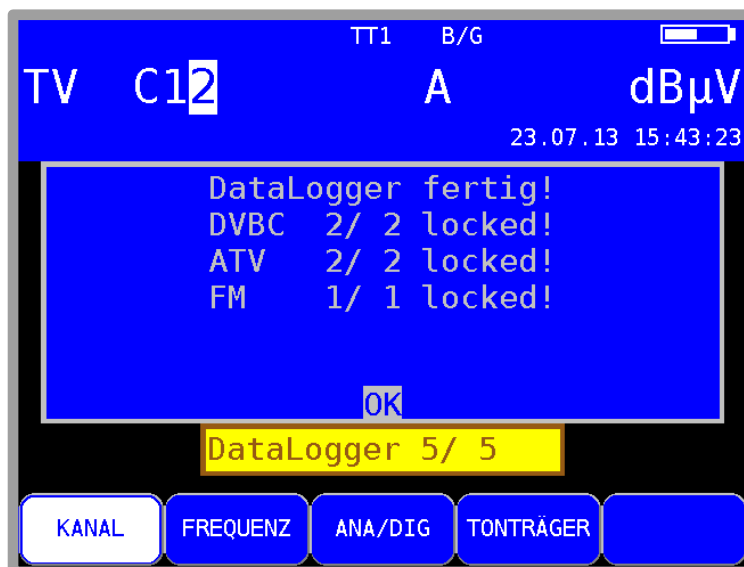 TT1 B/G
TV C12 A dBµV
23.07.13 15:43:23
DataLogger fertig!
DVBC 2/ 2 locked!
ATV 2/ 2 locked!
FM 1/ 1 locked!
OK
DataLogger 5/ 5
KANAL FREQUENZ ANA/DIG TONTRÄGER